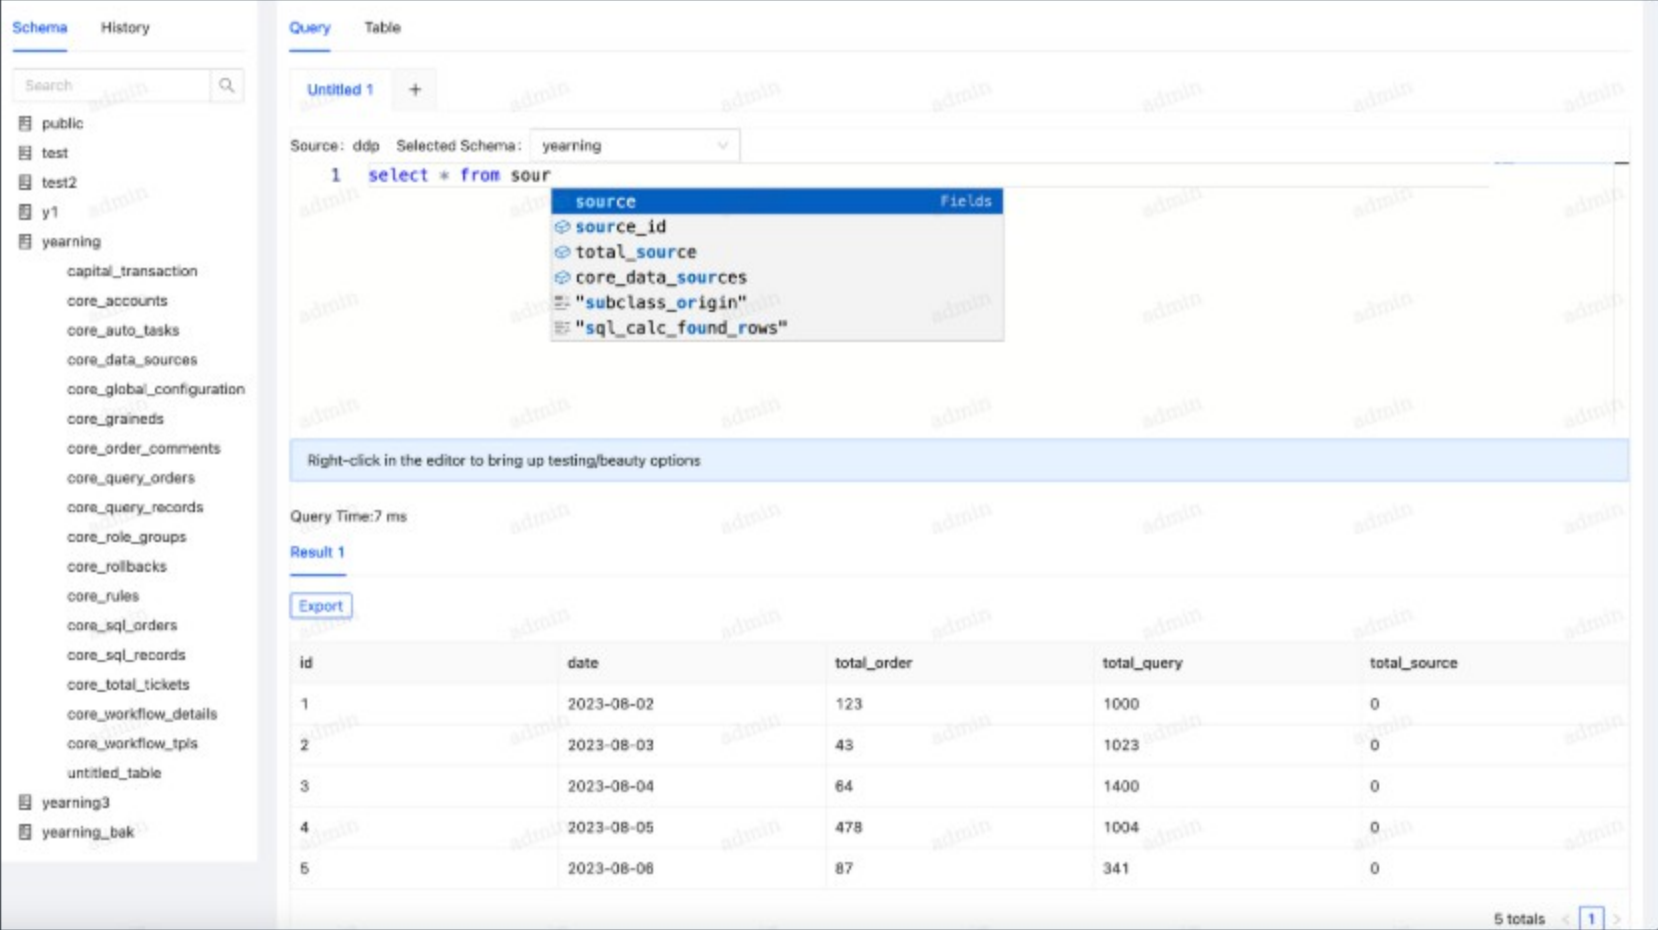 Schema History
Search
public
test
test2
y1
yearning
capital_transaction
core_accounts
core_auto_tasks
core_data_sources
core_global_configuration
core_graineds
core_order_comments
core_query_orders
core_query_records
core_role_groups
core_rollbacks
core_rules
core_sql_orders
core_sql_records
core_total_tickets
core_workflow_details
core_workflow_tpls
untitled_table
yearning3
yearning_bak
Query Table
Untitled 1 +
Source: ddp Selected Schema: yearning
1 select * from sour
source Fields
source_id
total_source
core_data_sources
"subclass_origin"
"sql_calc_found_rows"
Right-click in the editor to bring up testing/beauty options
Query Time:7 ms
Result 1
Export
id date total_order total_query total_source
1 2023-08-02 123 1000 0
2 2023-08-03 43 1023 0
3 2023-08-04 64 1400 0
4 2023-08-05 478 1004 0
5 2023-08-06 87 341 0
5 totals < 1 >
admin